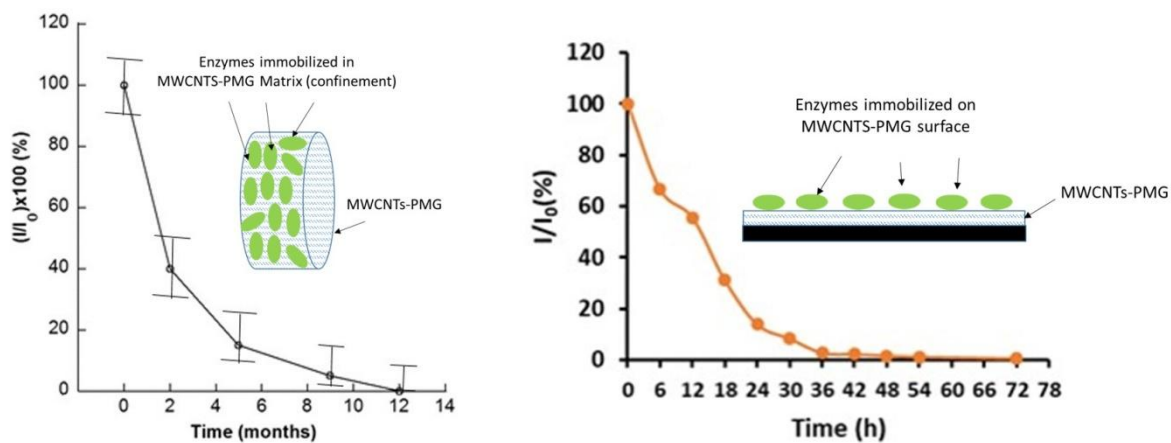 120
100
80
60
40
20
0
(I/I₀)x100 (%)
Enzymes immobilized in
MWCNTS-PMG Matrix (confinement)
MWCNTs-PMG
0 2 4 6 8 10 12 14
Time (months)
120
100
80
60
40
20
0
I/I₀(%)
Enzymes immobilized on
MWCNTS-PMG surface
MWCNTs-PMG
0 6 12 18 24 30 36 42 48 54 60 66 72 78
Time (h)